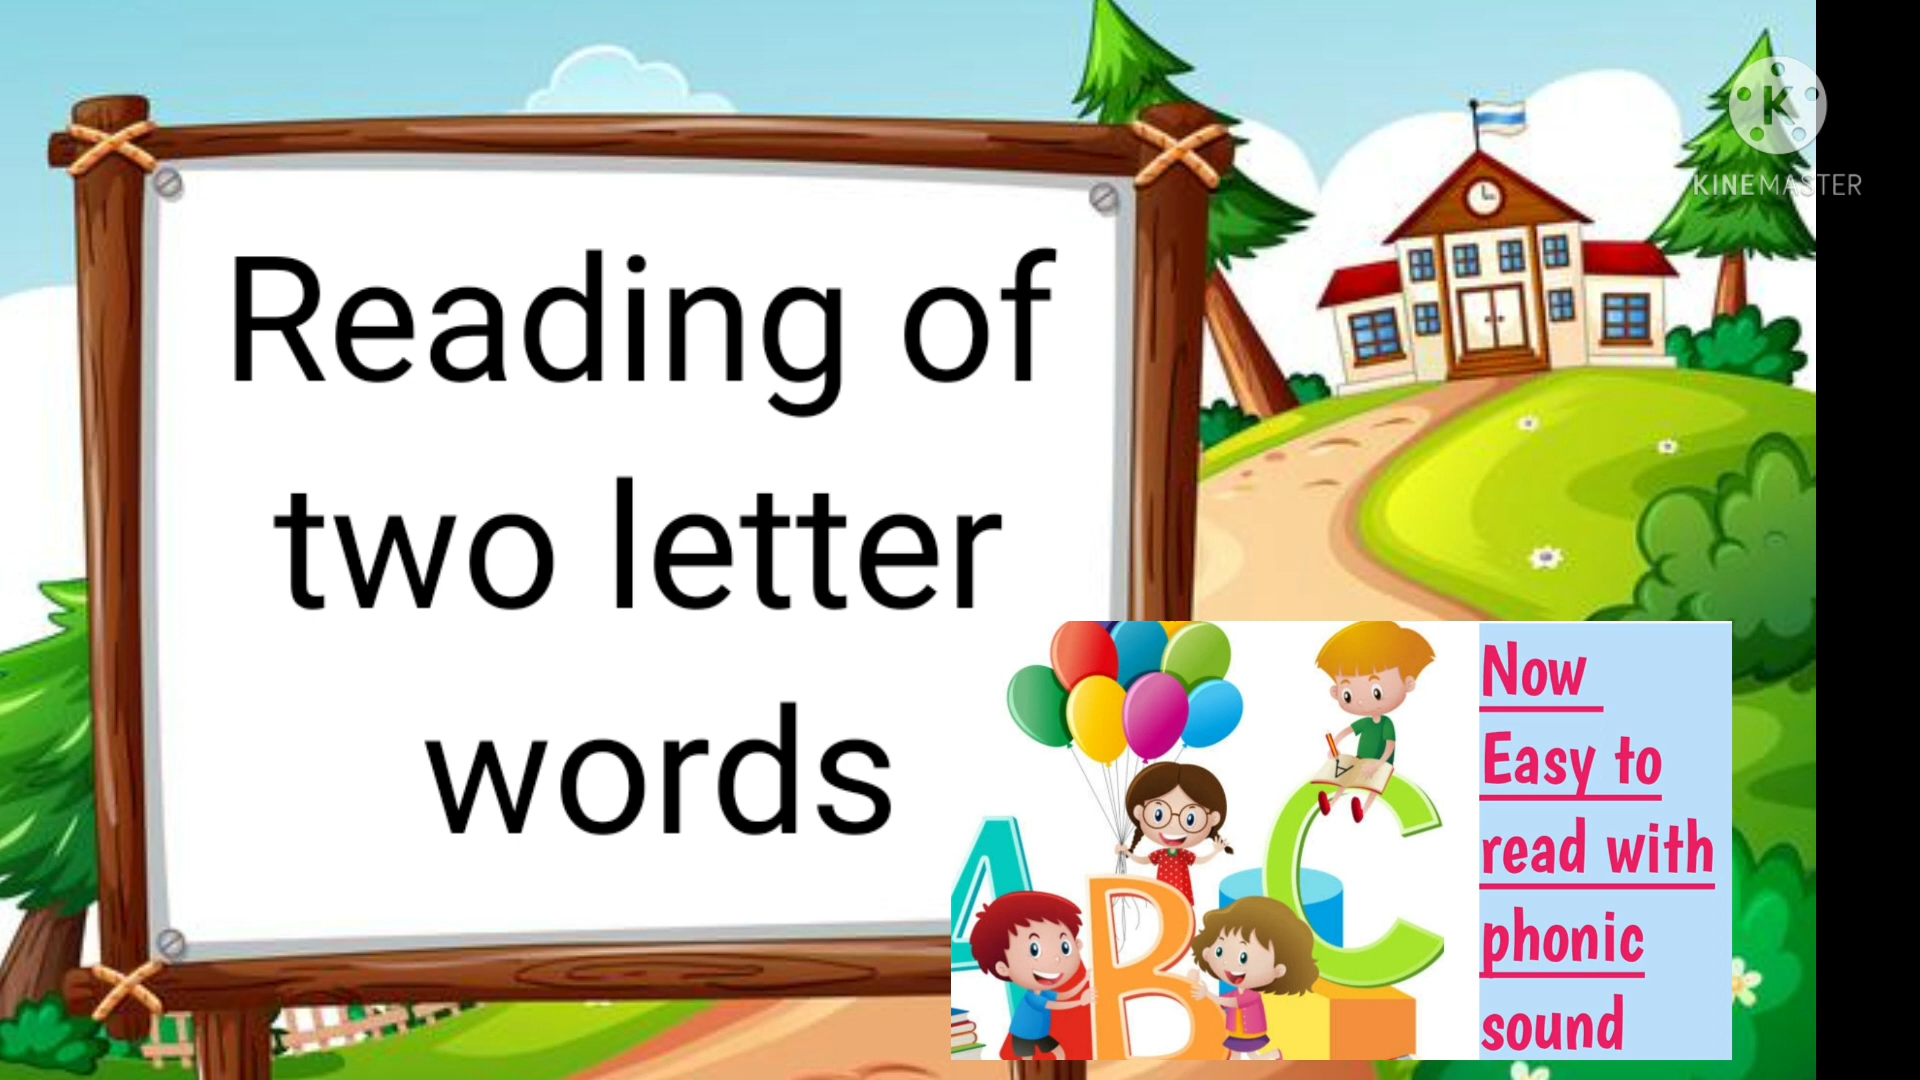 Reading of
two letter
words
Now
Easy to
read with
phonic
sound
A
B
C
K
KINEMASTER